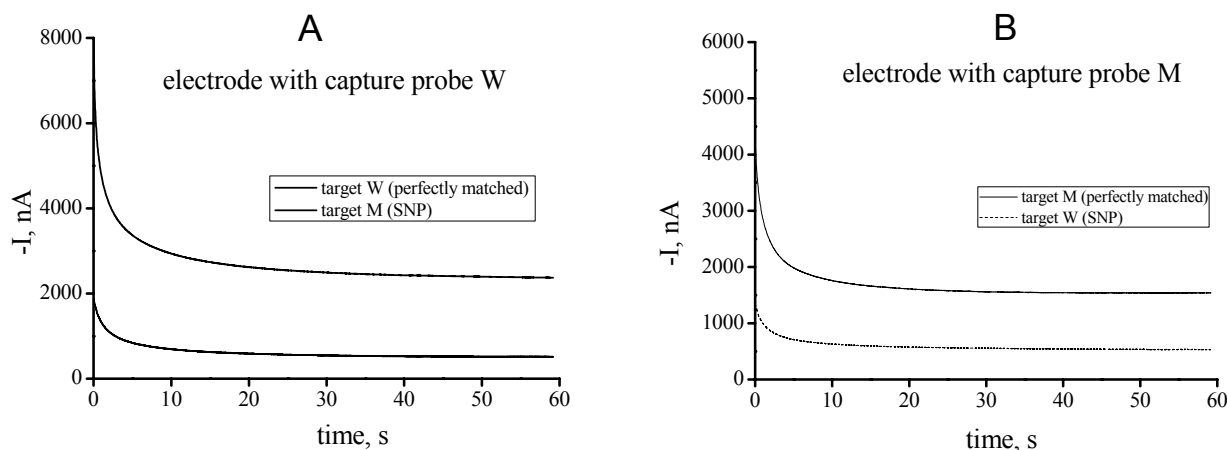 A
electrode with capture probe W
8000
6000
4000
2000
0
-I, nA
target W (perfectly matched)
target M (SNP)
0 10 20 30 40 50 60
time, s
B
electrode with capture probe M
6000
5000
4000
3000
2000
1000
0
-I, nA
target M (perfectly matched)
target W (SNP)
0 10 20 30 40 50 60
time, s